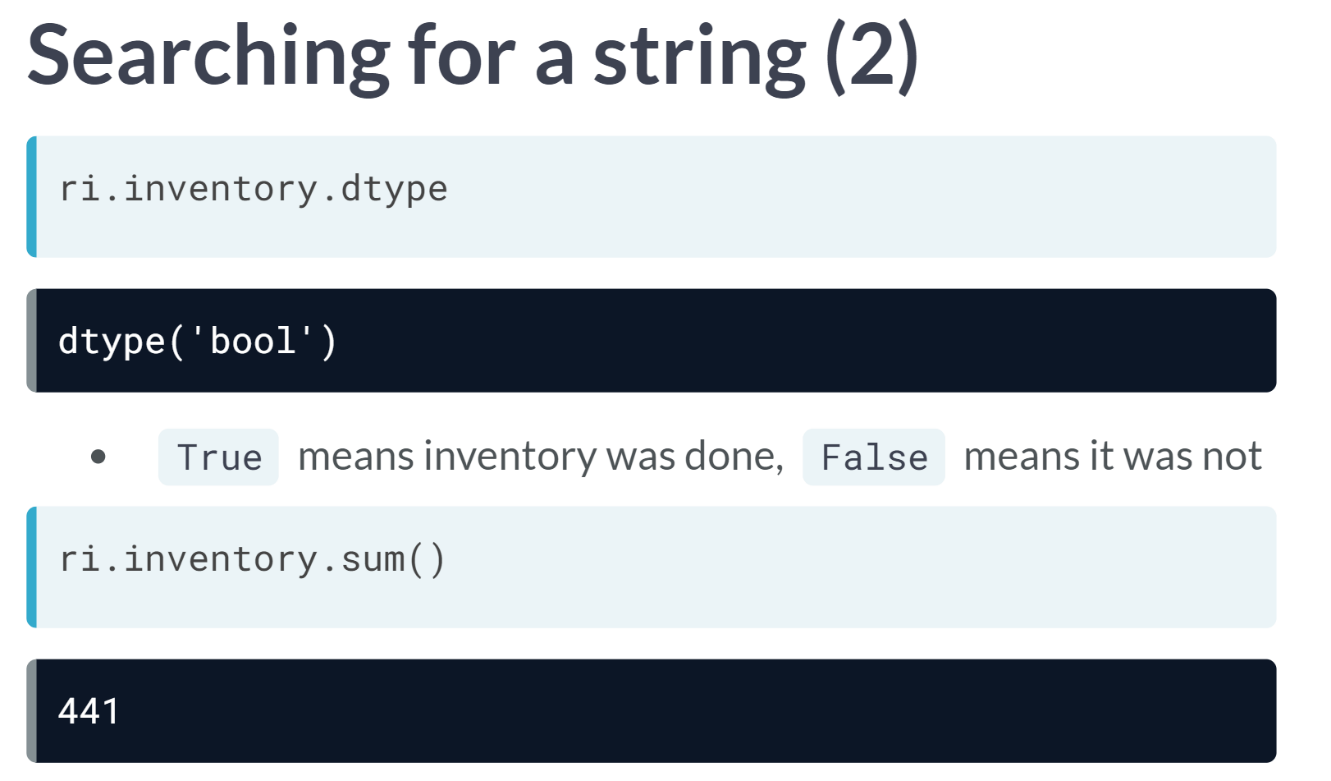 Searching for a string (2)
ri.inventory.dtype
dtype('bool')
• True means inventory was done, False means it was not
ri.inventory.sum()
441